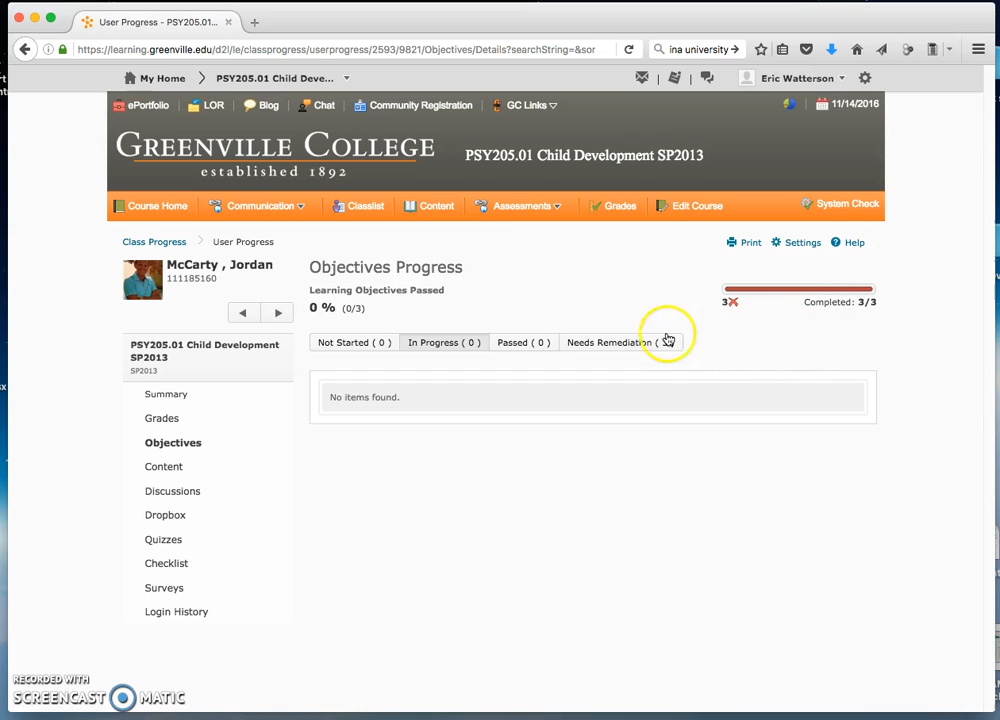 User Progress - PSY205.01...
https://learning.greenville.edu/d2l/le/classprogress/userprogress/2593/9821/Objectives/Details?searchString=&sor
ina university
My Home
PSY205.01 Child Deve...
Eric Watterson
ePortfolio LOR Blog Chat Community Registration GC Links 11/14/2016
GREENVILLE COLLEGE
established 1892
PSY205.01 Child Development SP2013
Course Home Communication Classlist Content Assessments Grades Edit Course System Check
Class Progress User Progress
Print Settings Help
McCarty , Jordan
111185160
Objectives Progress
Learning Objectives Passed
0 % (0/3)
3 Completed: 3/3
Not Started ( 0 ) In Progress ( 0 ) Passed ( 0 ) Needs Remediation (
No items found.
PSY205.01 Child Development
SP2013
SP2013
Summary
Grades
Objectives
Content
Discussions
Dropbox
Quizzes
Checklist
Surveys
Login History
RECORDED WITH
SCREENCAST MATIC